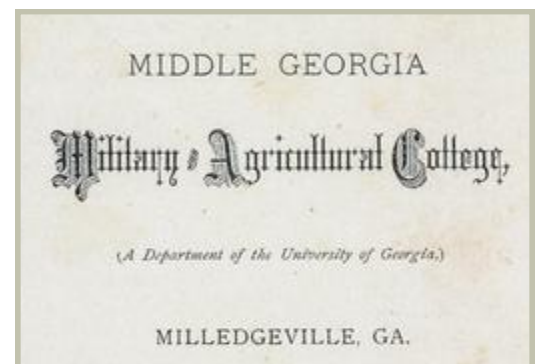 MIDDLE GEORGIA
Military & Agricultural College,
(A Department of the University of Georgia,)
MILLEDGEVILLE, GA.